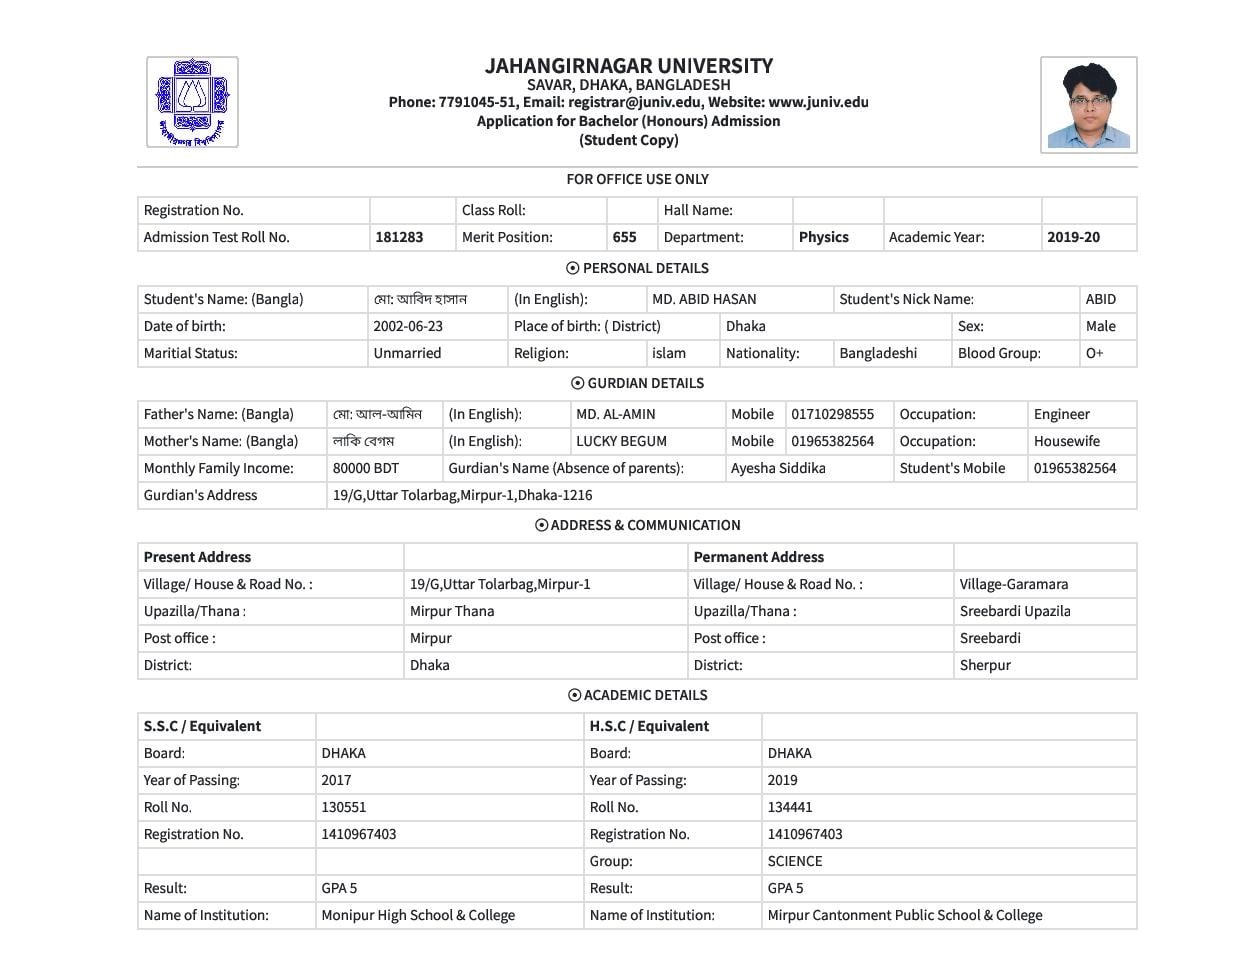 JAHANGIRNAGAR UNIVERSITY
SAVAR, DHAKA, BANGLADESH
Phone: 7791045-51, Email: registrar@juniv.edu, Website: www.juniv.edu
Application for Bachelor (Honours) Admission
(Student Copy)
জাহাঙ্গীরনগর বিশ্ববিদ্যালয়
FOR OFFICE USE ONLY
Registration No. Class Roll: Hall Name:
Admission Test Roll No. 181283 Merit Position: 655 Department: Physics Academic Year: 2019-20
PERSONAL DETAILS
Student's Name: (Bangla) মো: আবিদ হাসান (In English): MD. ABID HASAN Student's Nick Name: ABID
Date of birth: 2002-06-23 Place of birth: ( District) Dhaka Sex: Male
Maritial Status: Unmarried Religion: islam Nationality: Bangladeshi Blood Group: O+
GURDIAN DETAILS
Father's Name: (Bangla) মো: আল-আমিন (In English): MD. AL-AMIN Mobile 01710298555 Occupation: Engineer
Mother's Name: (Bangla) লাকি বেগম (In English): LUCKY BEGUM Mobile 01965382564 Occupation: Housewife
Monthly Family Income: 80000 BDT Gurdian's Name (Absence of parents): Ayesha Siddika Student's Mobile 01965382564
Gurdian's Address 19/G,Uttar Tolarbag,Mirpur-1,Dhaka-1216
ADDRESS & COMMUNICATION
Present Address Permanent Address
Village/ House & Road No. : 19/G,Uttar Tolarbag,Mirpur-1 Village/ House & Road No. : Village-Garamara
Upazilla/Thana : Mirpur Thana Upazilla/Thana : Sreebardi Upazila
Post office : Mirpur Post office : Sreebardi
District: Dhaka District: Sherpur
ACADEMIC DETAILS
S.S.C / Equivalent H.S.C / Equivalent
Board: DHAKA Board: DHAKA
Year of Passing: 2017 Year of Passing: 2019
Roll No. 130551 Roll No. 134441
Registration No. 1410967403 Registration No. 1410967403
Group: SCIENCE
Result: GPA 5 Result: GPA 5
Name of Institution: Monipur High School & College Name of Institution: Mirpur Cantonment Public School & College